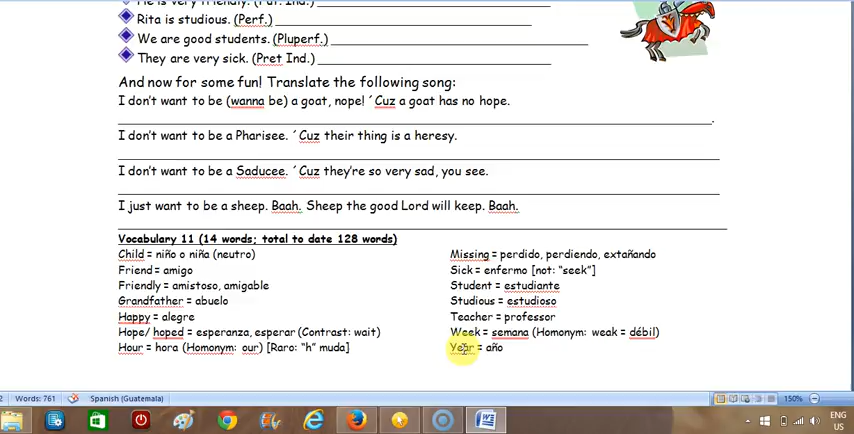 He is very friendly. (Fut. Ind.)
Rita is studious. (Perf.)
We are good students. (Pluperf.)
They are very sick. (Pret Ind.)
And now for some fun! Translate the following song:
I don't want to be (wanna be) a goat, nope! ´Cuz a goat has no hope.
.
I don't want to be a Pharisee. ´Cuz their thing is a heresy.
I don't want to be a Saducee. ´Cuz they're so very sad, you see.
I just want to be a sheep. Baah. Sheep the good Lord will keep. Baah.
Vocabulary 11 (14 words; total to date 128 words)
Child = niño o niña (neutro)
Friend = amigo
Friendly = amistoso, amigable
Grandfather = abuelo
Happy = alegre
Hope/ hoped = esperanza, esperar (Contrast: wait)
Hour = hora (Homonym: our) [Raro: "h" muda]
Missing = perdido, perdiendo, extañando
Sick = enfermo [not: "seek"]
Student = estudiante
Studious = estudioso
Teacher = professor
Week = semana (Homonym: weak = débil)
Year = año
2 Words: 761 Spanish (Guatemala) 150%
ENG
US